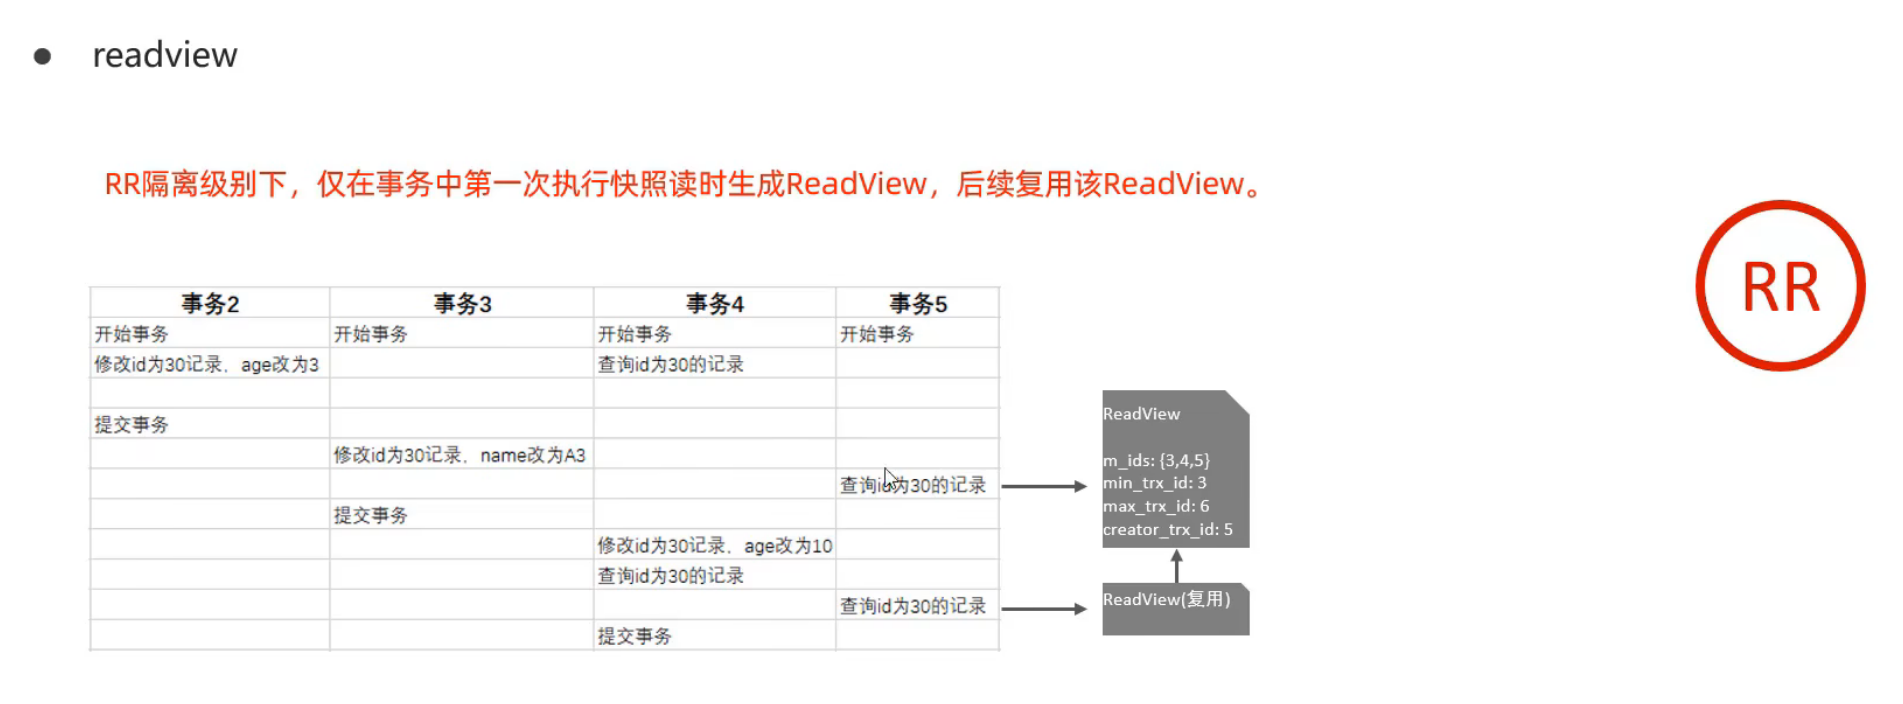 readview
RR隔离级别下，仅在事务中第一次执行快照读时生成ReadView，后续复用该ReadView。
RR
事务2 事务3 事务4 事务5
开始事务 开始事务 开始事务 开始事务
修改id为30记录，age改为3 查询id为30的记录
提交事务
修改id为30记录，name改为A3
查询id为30的记录
提交事务
修改id为30记录，age改为10
查询id为30的记录
查询id为30的记录
提交事务
ReadView
m_ids: {3,4,5}
min_trx_id: 3
max_trx_id: 6
creator_trx_id: 5
ReadView(复用)